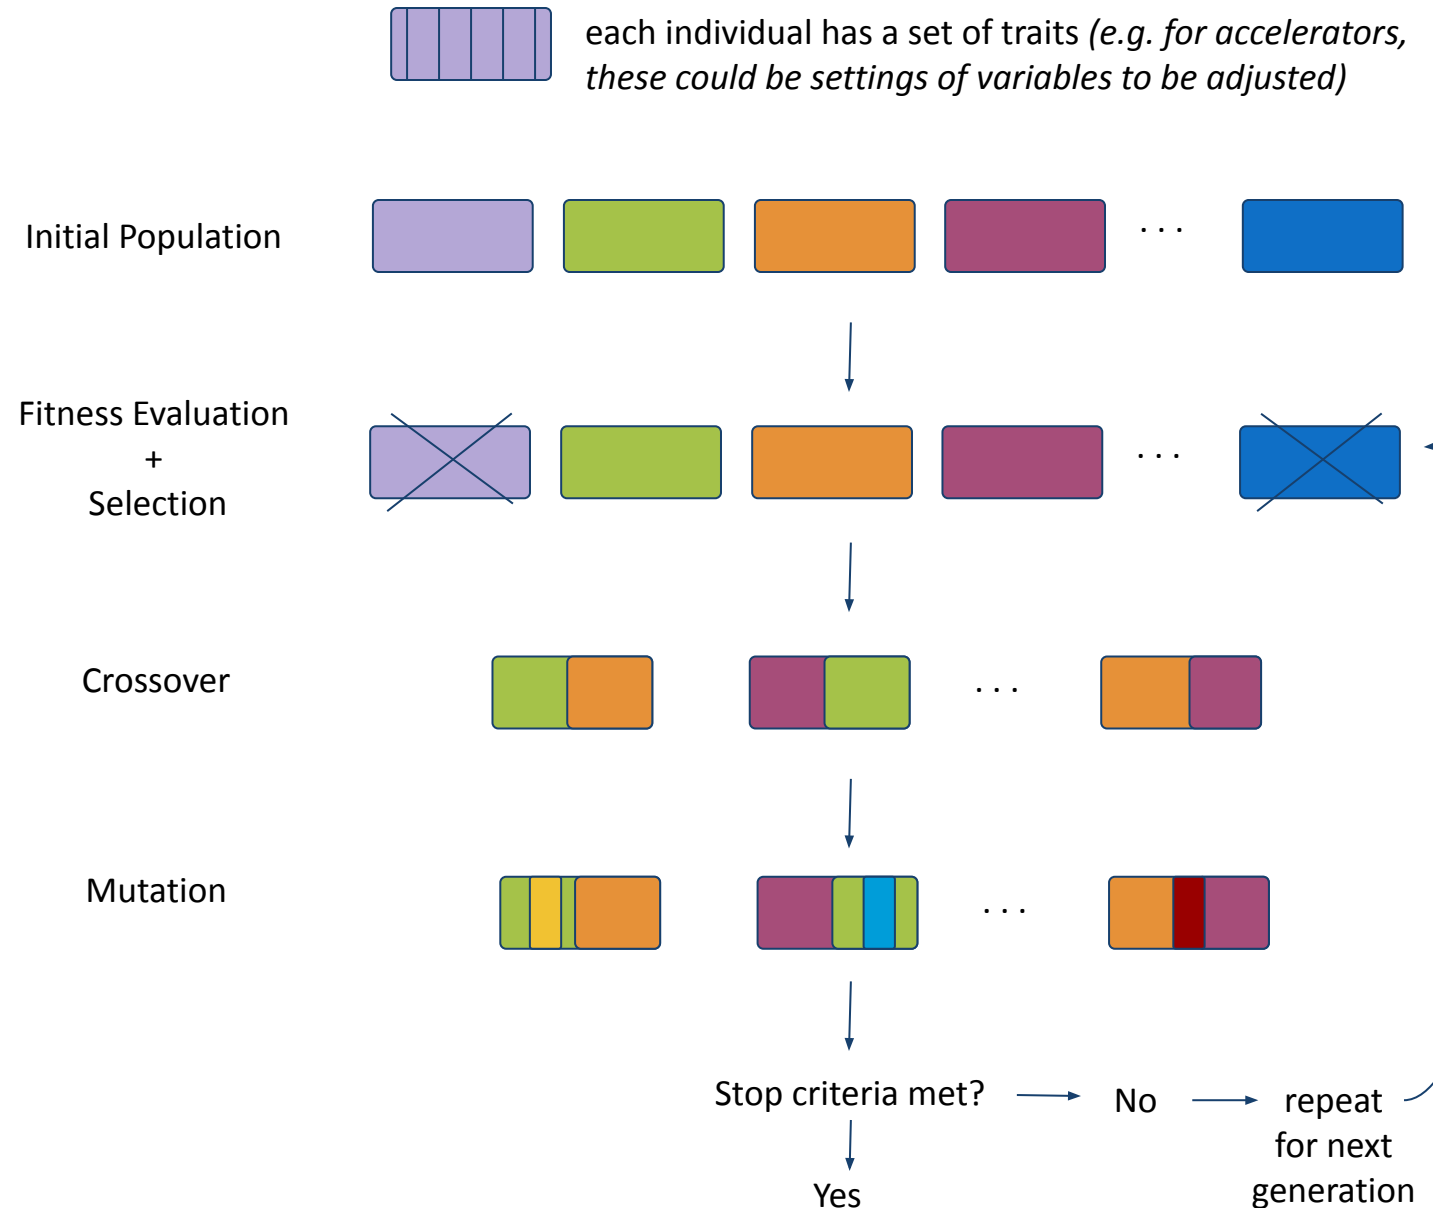 each individual has a set of traits (e.g. for accelerators,
these could be settings of variables to be adjusted)
Initial Population
. . .
Fitness Evaluation
+
Selection
. . .
Crossover
. . .
Mutation
. . .
Stop criteria met?
No
repeat
for next
generation
Yes